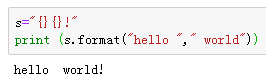 s="{}{}!"
print (s.format("hello "," world"))
hello  world!